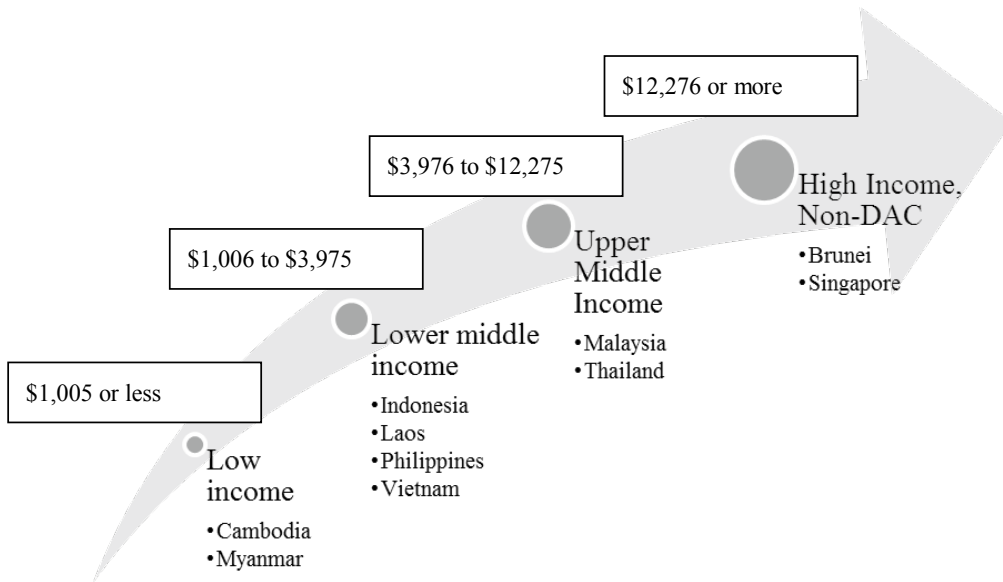 $12,276 or more
$3,976 to $12,275
$1,006 to $3,975
$1,005 or less
High Income,
Non-DAC
•Brunei
•Singapore
Upper
Middle
Income
•Malaysia
•Thailand
Lower middle
income
•Indonesia
•Laos
•Philippines
•Vietnam
Low
income
•Cambodia
•Myanmar